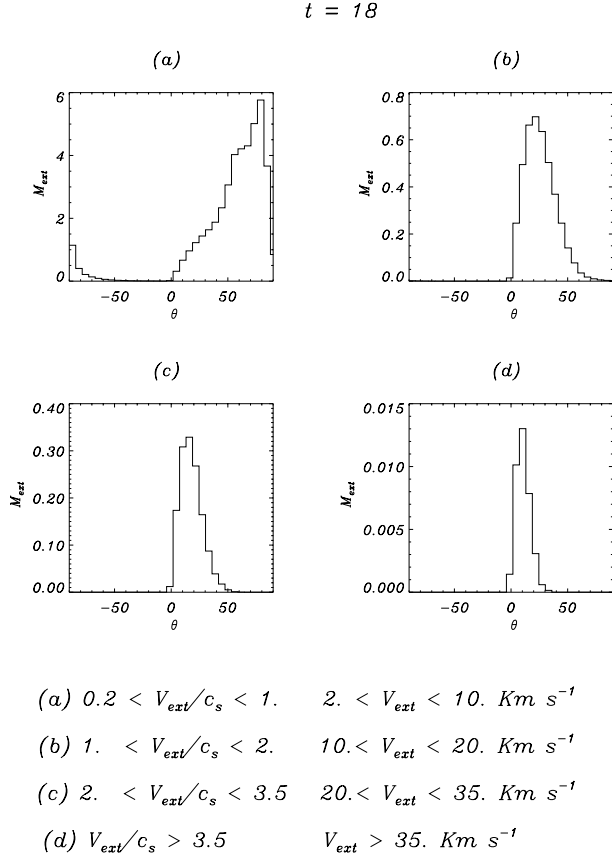 t = 18
(a)
(b)
6
4
2
0
M_ext
−50 0 50
θ
0.8
0.6
0.4
0.2
0.0
M_ext
−50 0 50
θ
(c)
(d)
0.40
0.30
0.20
0.10
0.00
M_ext
−50 0 50
θ
0.015
0.010
0.005
0.000
M_ext
−50 0 50
θ
(a) 0.2 < V_ext/c_s < 1. 2. < V_ext < 10. Km s⁻¹
(b) 1. < V_ext/c_s < 2. 10.< V_ext < 20. Km s⁻¹
(c) 2. < V_ext/c_s < 3.5 20.< V_ext < 35. Km s⁻¹
(d) V_ext/c_s > 3.5 V_ext > 35. Km s⁻¹